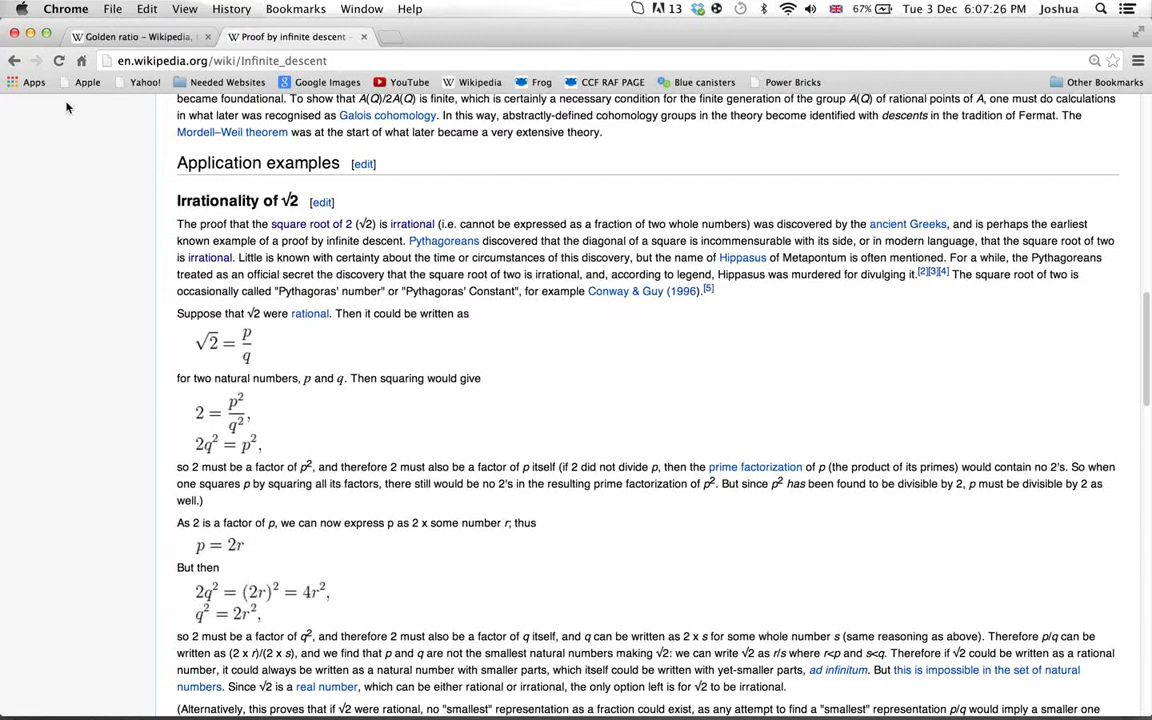 Chrome File Edit View History Bookmarks Window Help 13 67% Tue 3 Dec 6:07:26 PM Joshua
Golden ratio – Wikipedia, Proof by infinite descent -
en.wikipedia.org/wiki/Infinite_descent
Apps Apple Yahoo! Needed Websites Google Images YouTube Wikipedia Frog CCF RAF PAGE Blue canisters Power Bricks Other Bookmarks
became foundational. To show that A(Q)/2A(Q) is finite, which is certainly a necessary condition for the finite generation of the group A(Q) of rational points of A, one must do calculations
in what later was recognised as Galois cohomology. In this way, abstractly-defined cohomology groups in the theory become identified with descents in the tradition of Fermat. The
Mordell–Weil theorem was at the start of what later became a very extensive theory.
Application examples [edit]
Irrationality of √2 [edit]
The proof that the square root of 2 (√2) is irrational (i.e. cannot be expressed as a fraction of two whole numbers) was discovered by the ancient Greeks, and is perhaps the earliest
known example of a proof by infinite descent. Pythagoreans discovered that the diagonal of a square is incommensurable with its side, or in modern language, that the square root of two
is irrational. Little is known with certainty about the time or circumstances of this discovery, but the name of Hippasus of Metapontum is often mentioned. For a while, the Pythagoreans
treated as an official secret the discovery that the square root of two is irrational, and, according to legend, Hippasus was murdered for divulging it.[2][3][4] The square root of two is
occasionally called "Pythagoras' number" or "Pythagoras' Constant", for example Conway & Guy (1996).[5]
Suppose that √2 were rational. Then it could be written as
√2 = p/q
for two natural numbers, p and q. Then squaring would give
2 = p²/q²,
2q² = p²,
so 2 must be a factor of p², and therefore 2 must also be a factor of p itself (if 2 did not divide p, then the prime factorization of p (the product of its primes) would contain no 2's. So when
one squares p by squaring all its factors, there still would be no 2's in the resulting prime factorization of p². But since p² has been found to be divisible by 2, p must be divisible by 2 as
well.)
As 2 is a factor of p, we can now express p as 2 x some number r; thus
p = 2r
But then
2q² = (2r)² = 4r²,
q² = 2r²,
so 2 must be a factor of q², and therefore 2 must also be a factor of q itself, and q can be written as 2 x s for some whole number s (same reasoning as above). Therefore p/q can be
written as (2 x r)/(2 x s), and we find that p and q are not the smallest natural numbers making √2: we can write √2 as r/s where r<p and s<q. Therefore if √2 could be written as a rational
number, it could always be written as a natural number with smaller parts, which itself could be written with yet-smaller parts, ad infinitum. But this is impossible in the set of natural
numbers. Since √2 is a real number, which can be either rational or irrational, the only option left is for √2 to be irrational.
(Alternatively, this proves that if √2 were rational, no "smallest" representation as a fraction could exist, as any attempt to find a "smallest" representation p/q would imply a smaller one